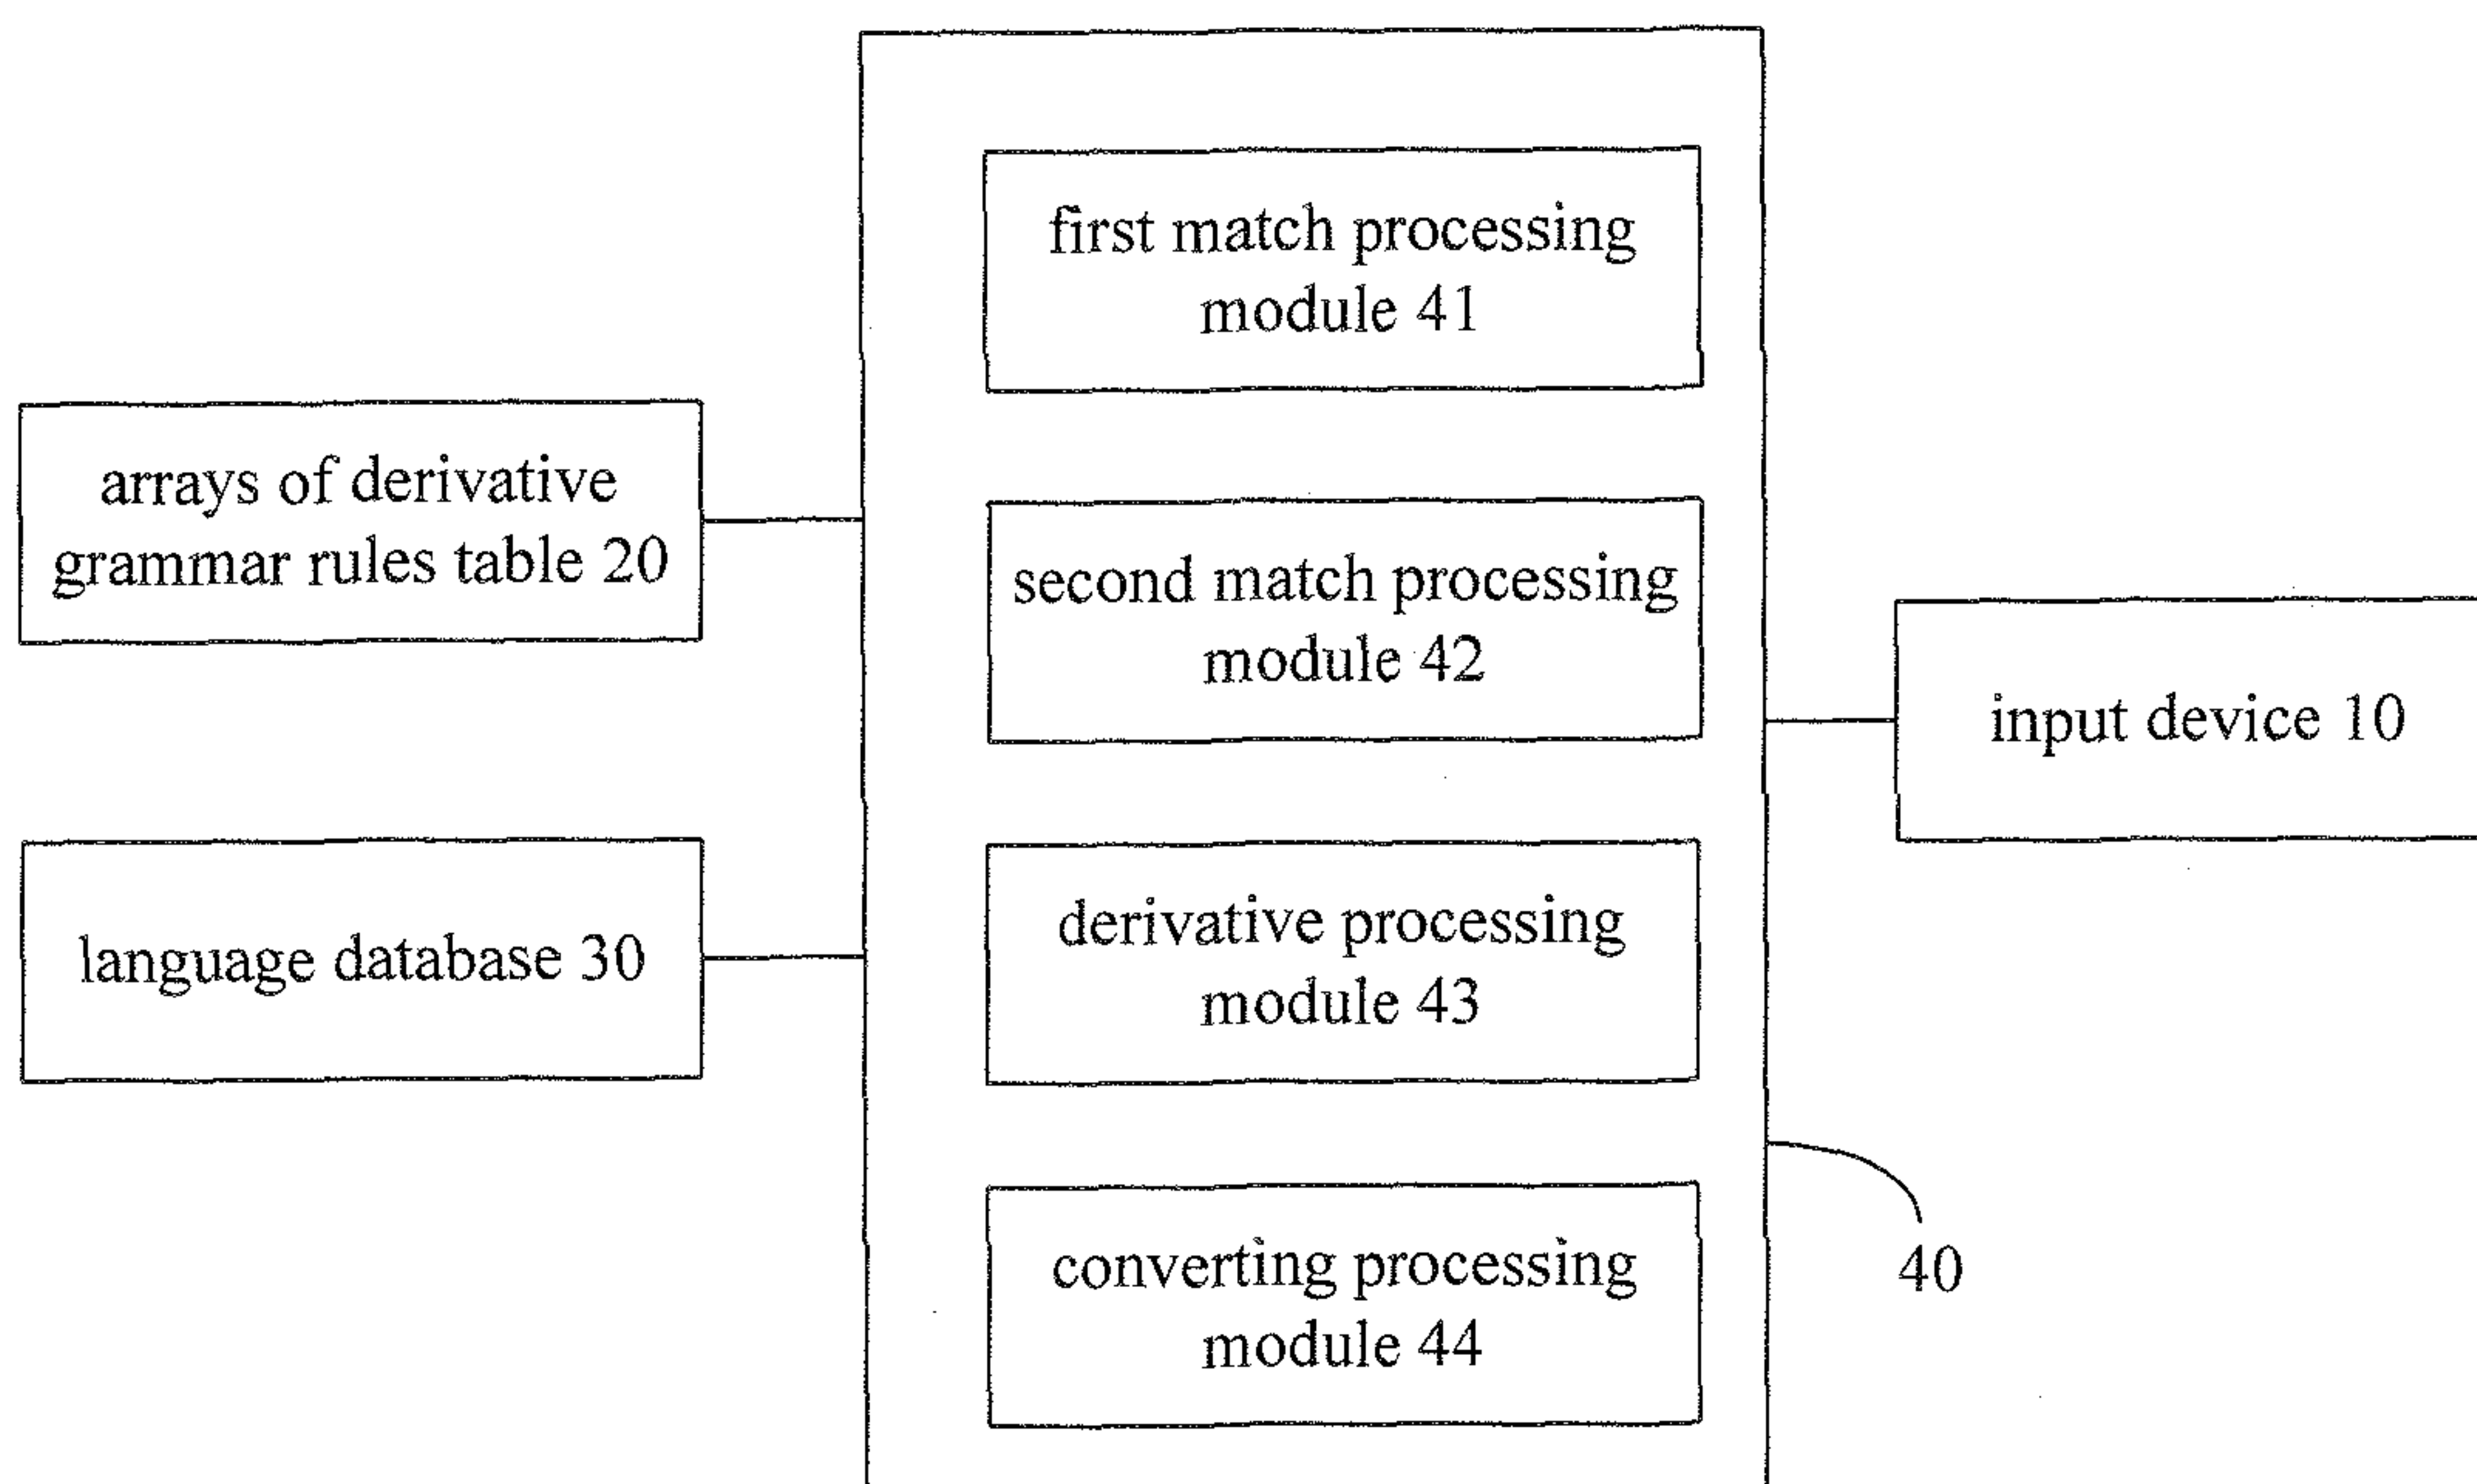 first match processing
module 41
arrays of derivative
grammar rules table 20
second match processing
module 42
input device 10
language database 30
derivative processing
module 43
converting processing
module 44
40